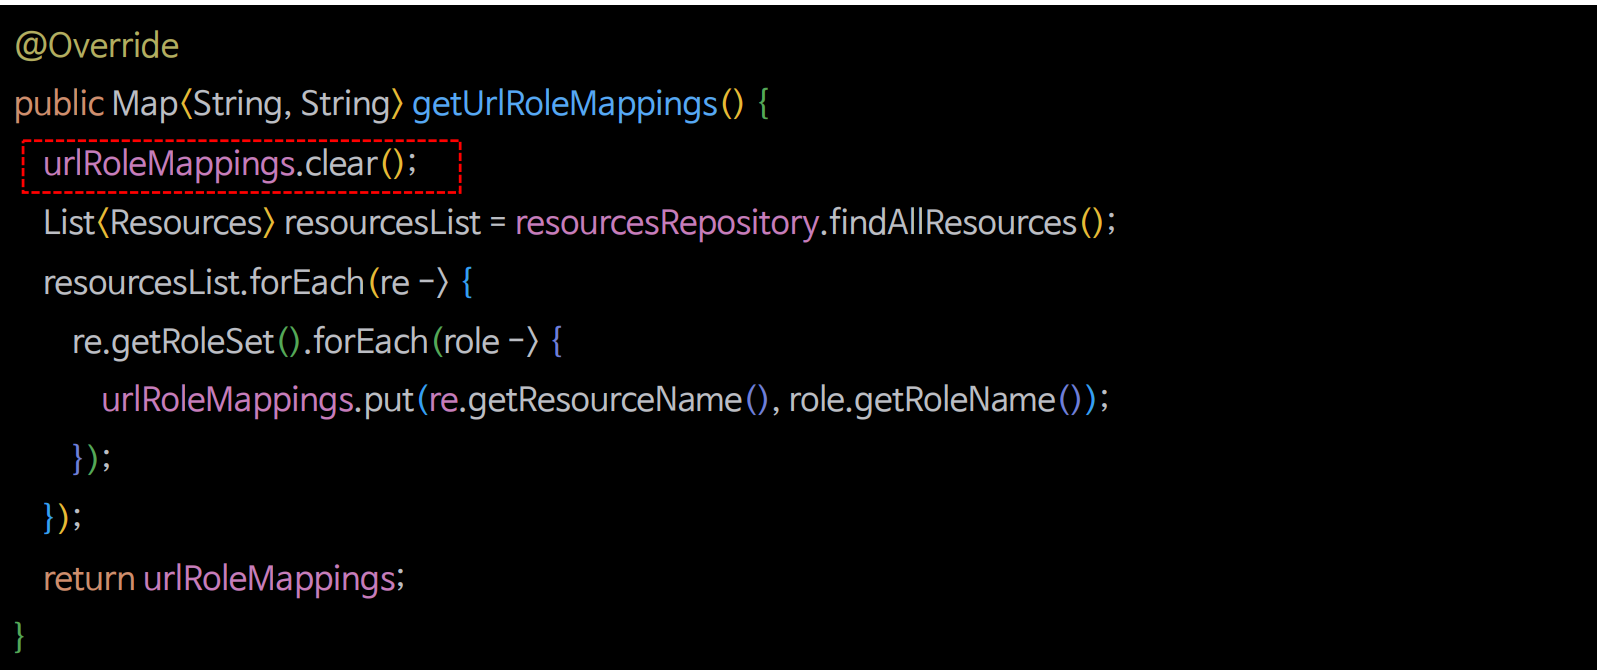 @Override
public Map<String, String> getUrlRoleMappings() {
urlRoleMappings.clear();
List<Resources> resourcesList = resourcesRepository.findAllResources();
resourcesList.forEach(re -> {
re.getRoleSet().forEach(role -> {
urlRoleMappings.put(re.getResourceName(), role.getRoleName());
});
});
return urlRoleMappings;
}